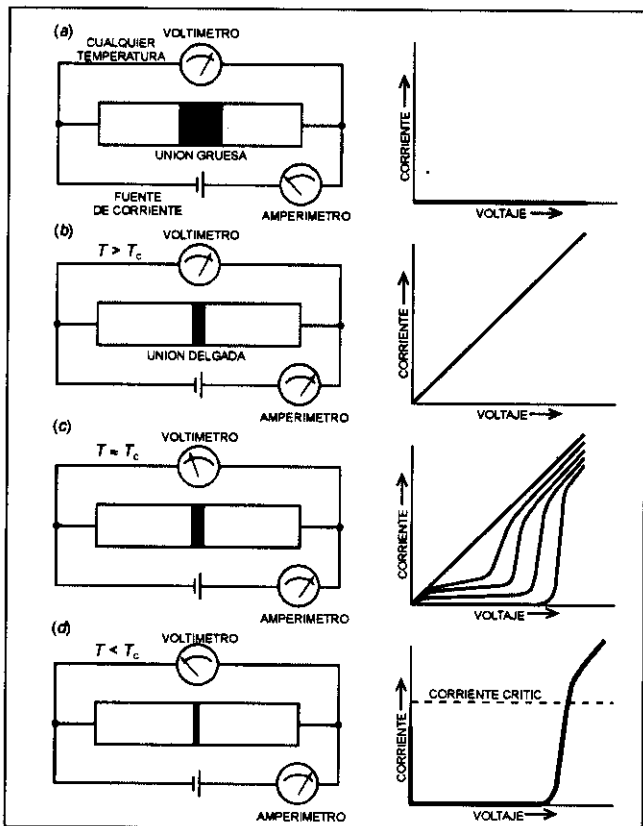 (a)
VOLTIMETRO
CUALQUIER
TEMPERATURA
UNION GRUESA
FUENTE
DE CORRIENTE
AMPERIMETRO
CORRIENTE
VOLTAJE
(b)
VOLTIMETRO
T > Tc
UNION DELGADA
AMPERIMETRO
CORRIENTE
VOLTAJE
(c)
VOLTIMETRO
T ≈ Tc
AMPERIMETRO
CORRIENTE
VOLTAJE
(d)
VOLTIMETRO
T < Tc
AMPERIMETRO
CORRIENTE CRITIC
CORRIENTE
VOLTAJE